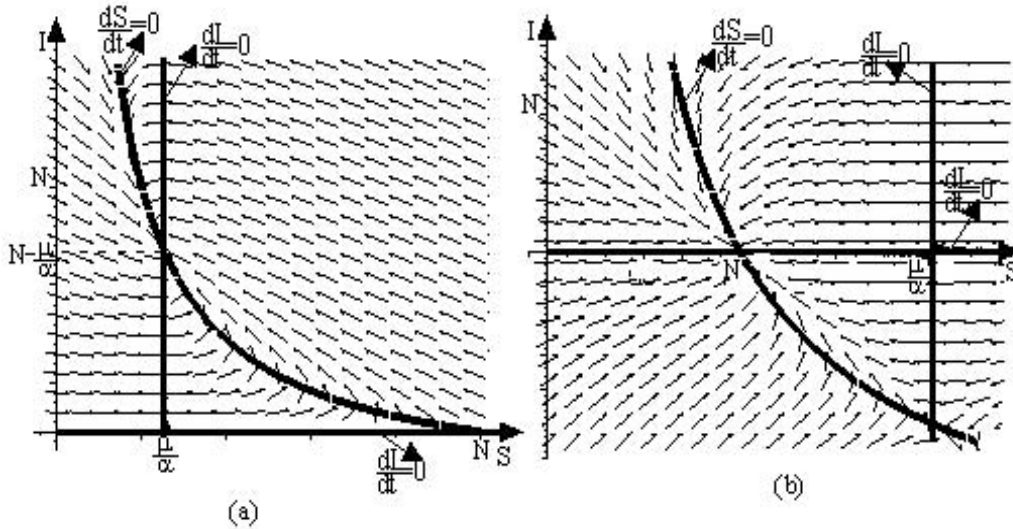 I
dS/dt=0
dI/dt=0
N
N-μ/α
μ/α
N S
dI/dt=0
(a)
I
dS/dt=0
dI/dt=0
N
dI/dt=0
N
μ/α
S
(b)